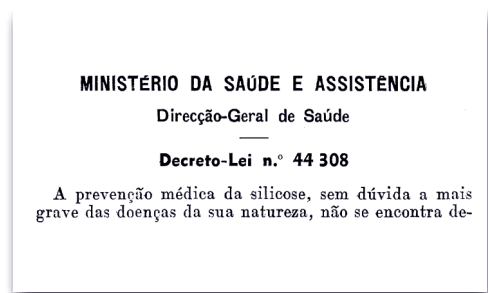 MINISTÉRIO DA SAÚDE E ASSISTÊNCIA
Direcção-Geral de Saúde
Decreto-Lei n.º 44 308
A prevenção médica da silicose, sem dúvida a mais
grave das doenças da sua natureza, não se encontra de-